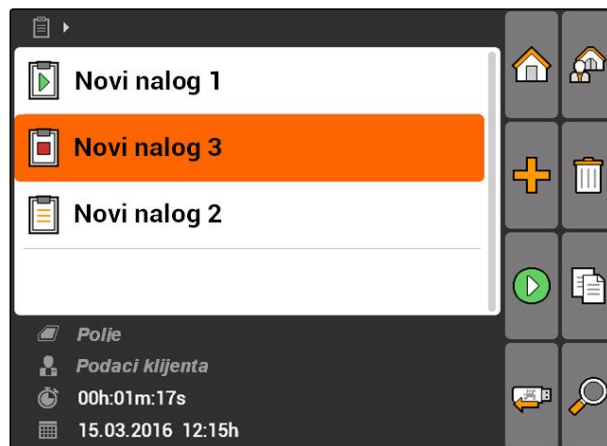 Novi nalog 1
Novi nalog 3
Novi nalog 2
Polje
Podaci klijenta
00h:01m:17s
15.03.2016 12:15h